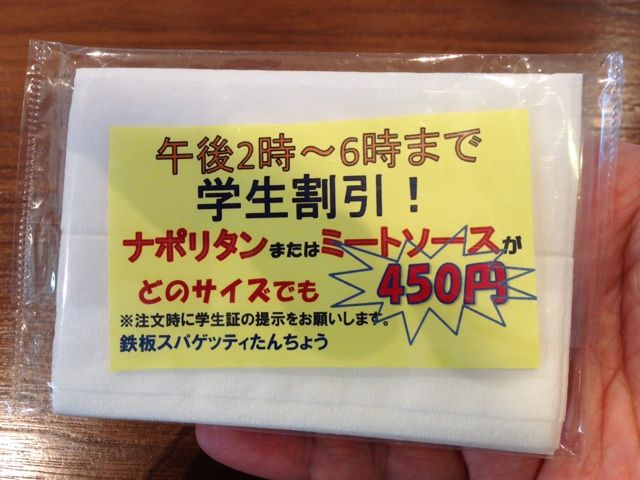 午後2時～6時まで
学生割引！
ナポリタンまたはミートソースが
どのサイズでも 450円
※注文時に学生証の提示をお願いします。
鉄板スパゲッティたんちょう